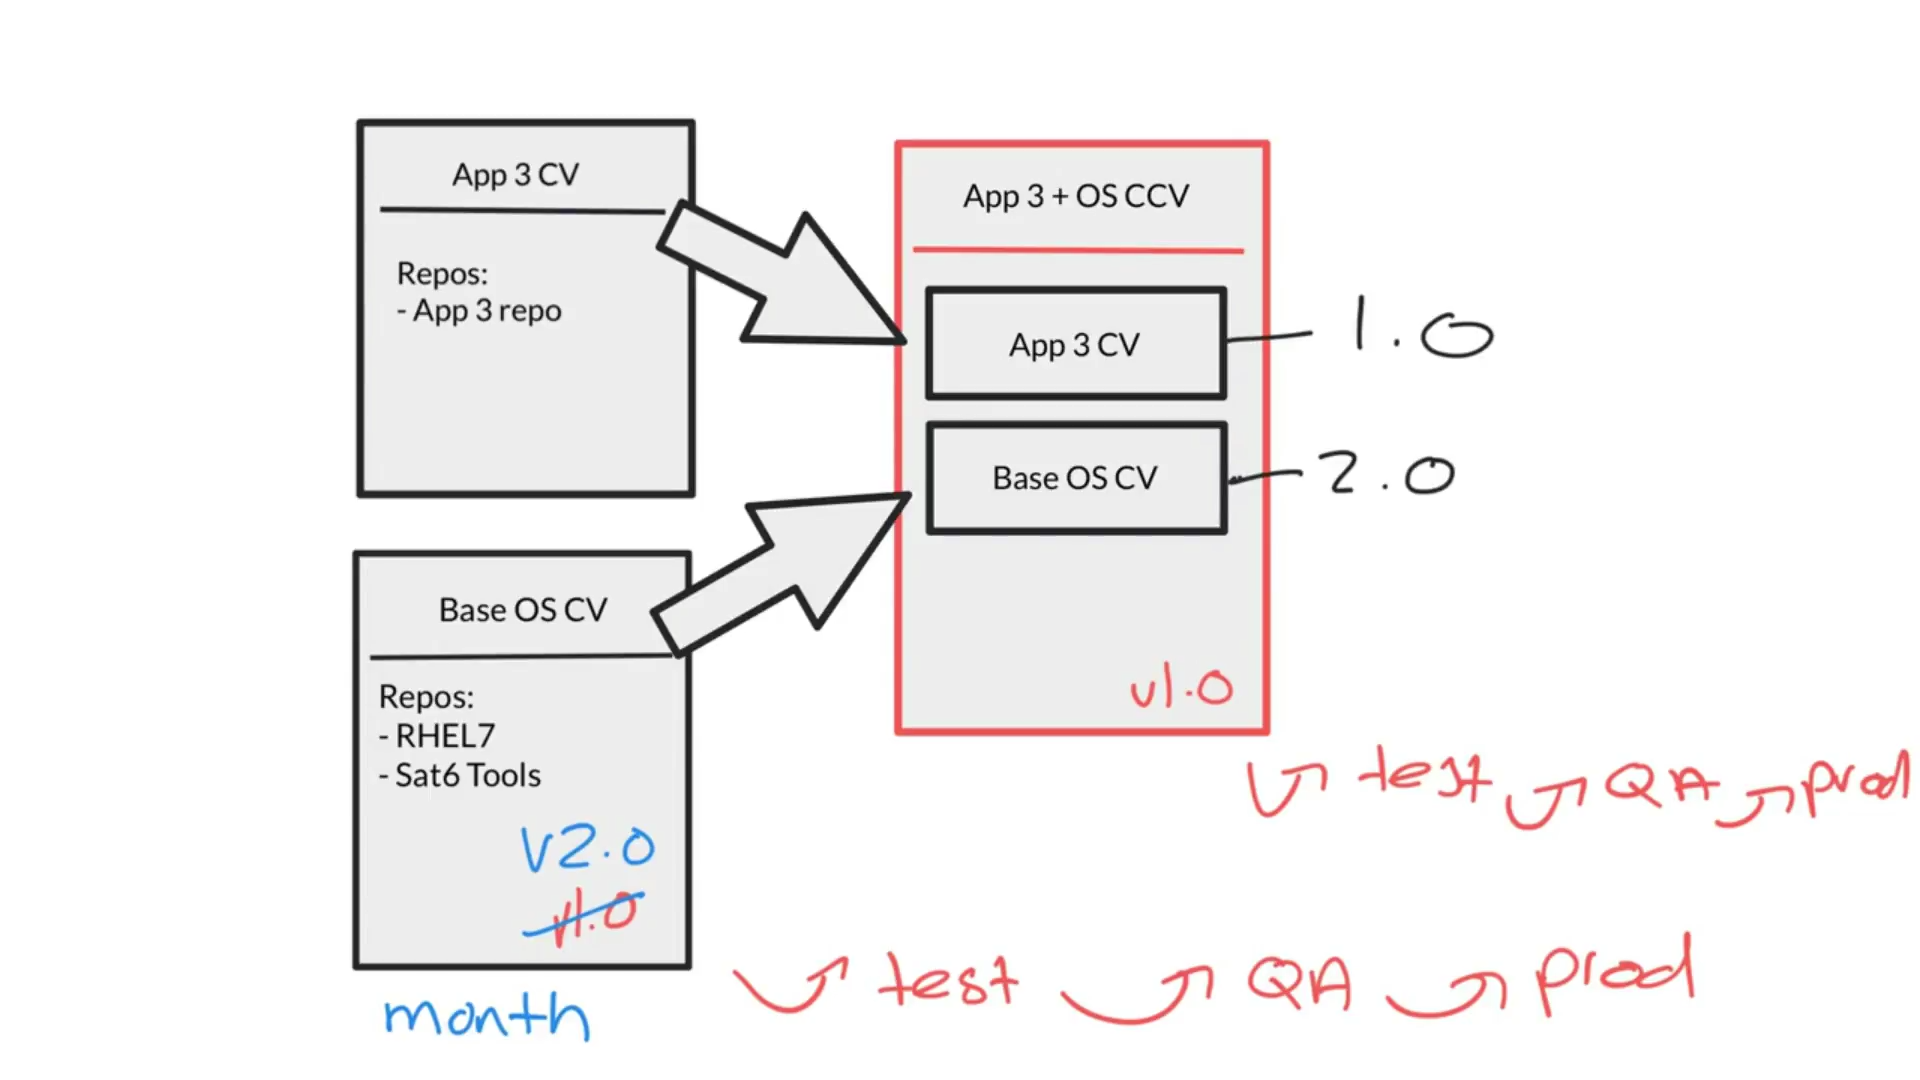 App 3 CV
Repos:
- App 3 repo
Base OS CV
Repos:
- RHEL7
- Sat6 Tools
v2.0
v1.0
month
App 3 + OS CCV
App 3 CV
1.0
Base OS CV
2.0
v1.0
test QA prod
test QA prod